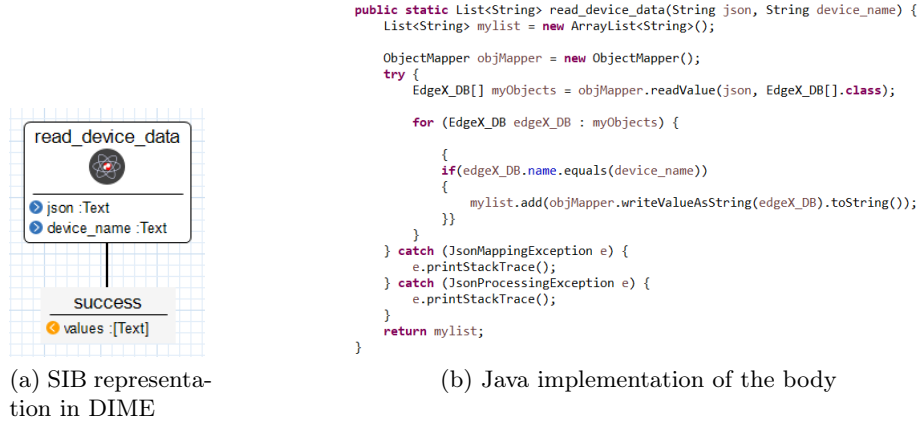 read_device_data
json :Text
device_name :Text
success
values :[Text]
(a) SIB representa-
tion in DIME
public static List<String> read_device_data(String json, String device_name) {
List<String> mylist = new ArrayList<String>();
ObjectMapper objMapper = new ObjectMapper();
try {
EdgeX_DB[] myObjects = objMapper.readValue(json, EdgeX_DB[].class);
for (EdgeX_DB edgeX_DB : myObjects) {
{
if(edgeX_DB.name.equals(device_name))
{
mylist.add(objMapper.writeValueAsString(edgeX_DB).toString());
}}
}
} catch (JsonMappingException e) {
e.printStackTrace();
} catch (JsonProcessingException e) {
e.printStackTrace();
}
return mylist;
}
(b) Java implementation of the body